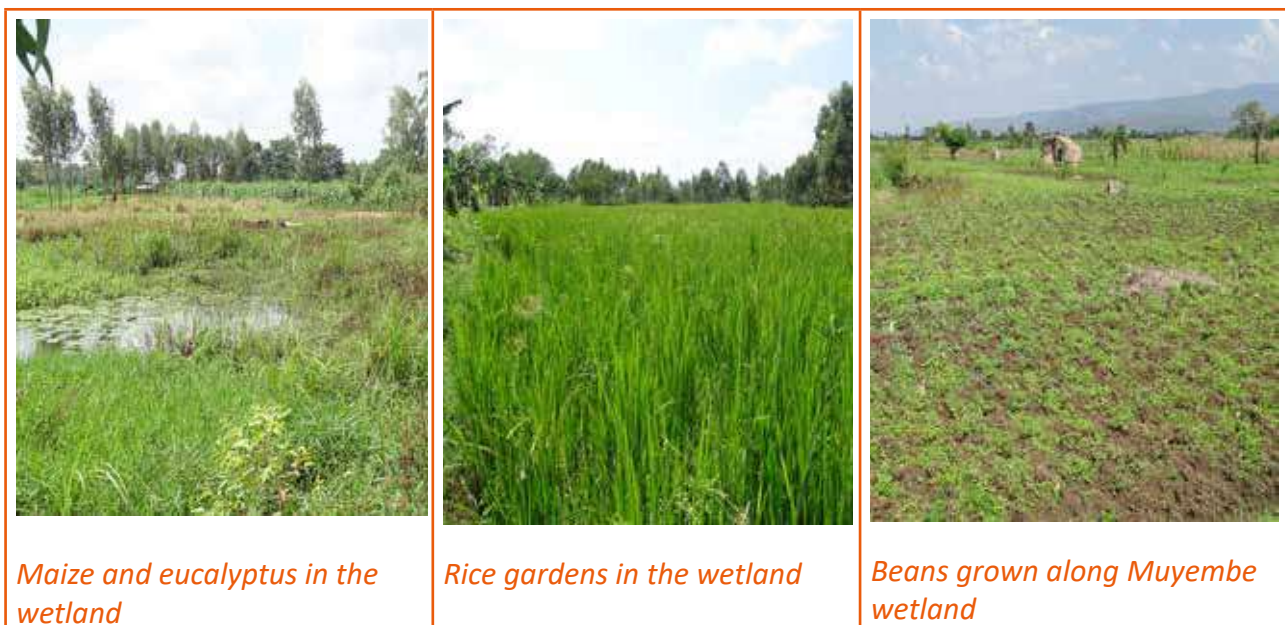 Maize and eucalyptus in the
wetland
Rice gardens in the wetland
Beans grown along Muyembe
wetland